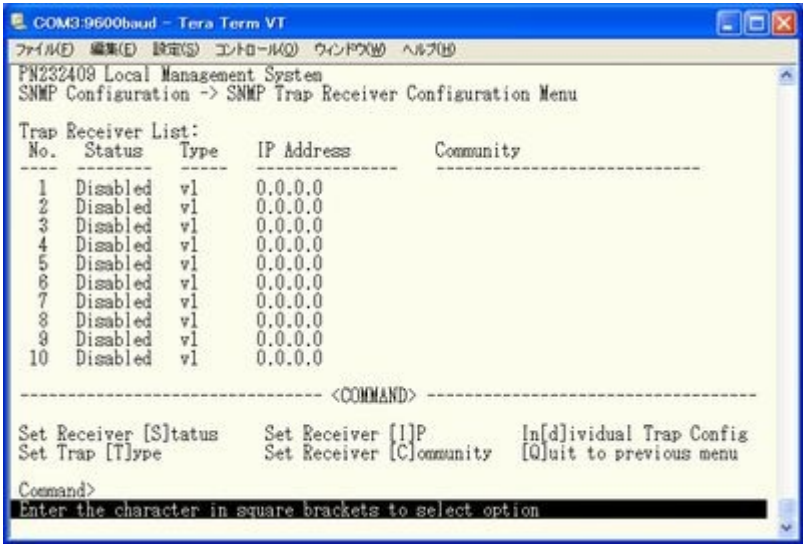 COM3:9600baud - Tera Term VT
ファイル(F) 編集(E) 設定(S) コントロール(O) ウィンドウ(W) ヘルプ(H)
PN232409 Local Management System
SNMP Configuration -> SNMP Trap Receiver Configuration Menu
Trap Receiver List:
No. Status Type IP Address Community
---- -------- ----- --------------- ----------------------------
1 Disabled v1 0.0.0.0
2 Disabled v1 0.0.0.0
3 Disabled v1 0.0.0.0
4 Disabled v1 0.0.0.0
5 Disabled v1 0.0.0.0
6 Disabled v1 0.0.0.0
7 Disabled v1 0.0.0.0
8 Disabled v1 0.0.0.0
9 Disabled v1 0.0.0.0
10 Disabled v1 0.0.0.0
-------------------------------- <COMMAND> -----------------------------------
Set Receiver [S]tatus Set Receiver [I]P In[d]ividual Trap Config
Set Trap [T]ype Set Receiver [C]ommunity [Q]uit to previous menu
Command>
Enter the character in square brackets to select option